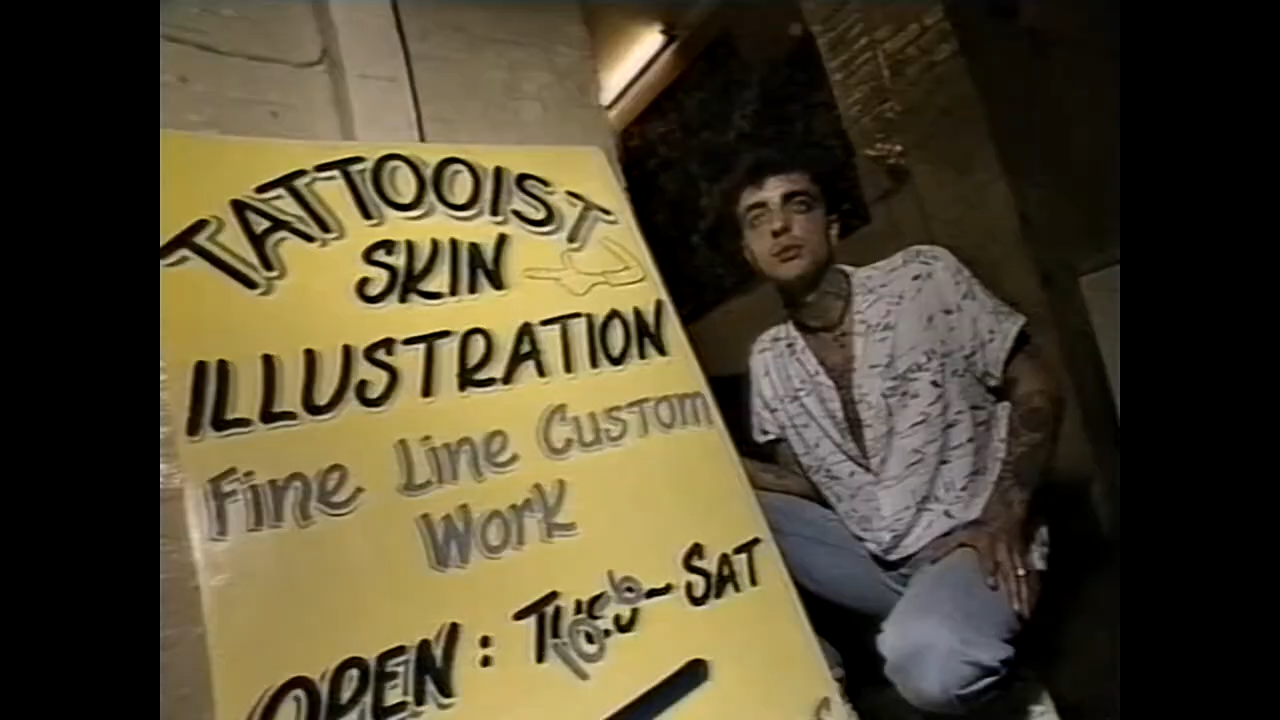 TATTOOIST
SKIN
ILLUSTRATION
Fine Line Custom
Work
OPEN: TUES-SAT